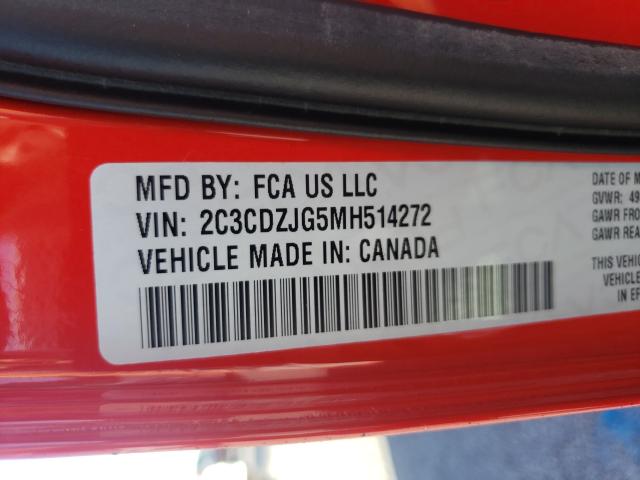 MFD BY: FCA US LLC
VIN: 2C3CDZJG5MH514272
VEHICLE MADE IN: CANADA
DATE OF M
GVWR: 49
GAWR FRO
GAWR REA
THIS VEHIC
VEHICLE
IN EF